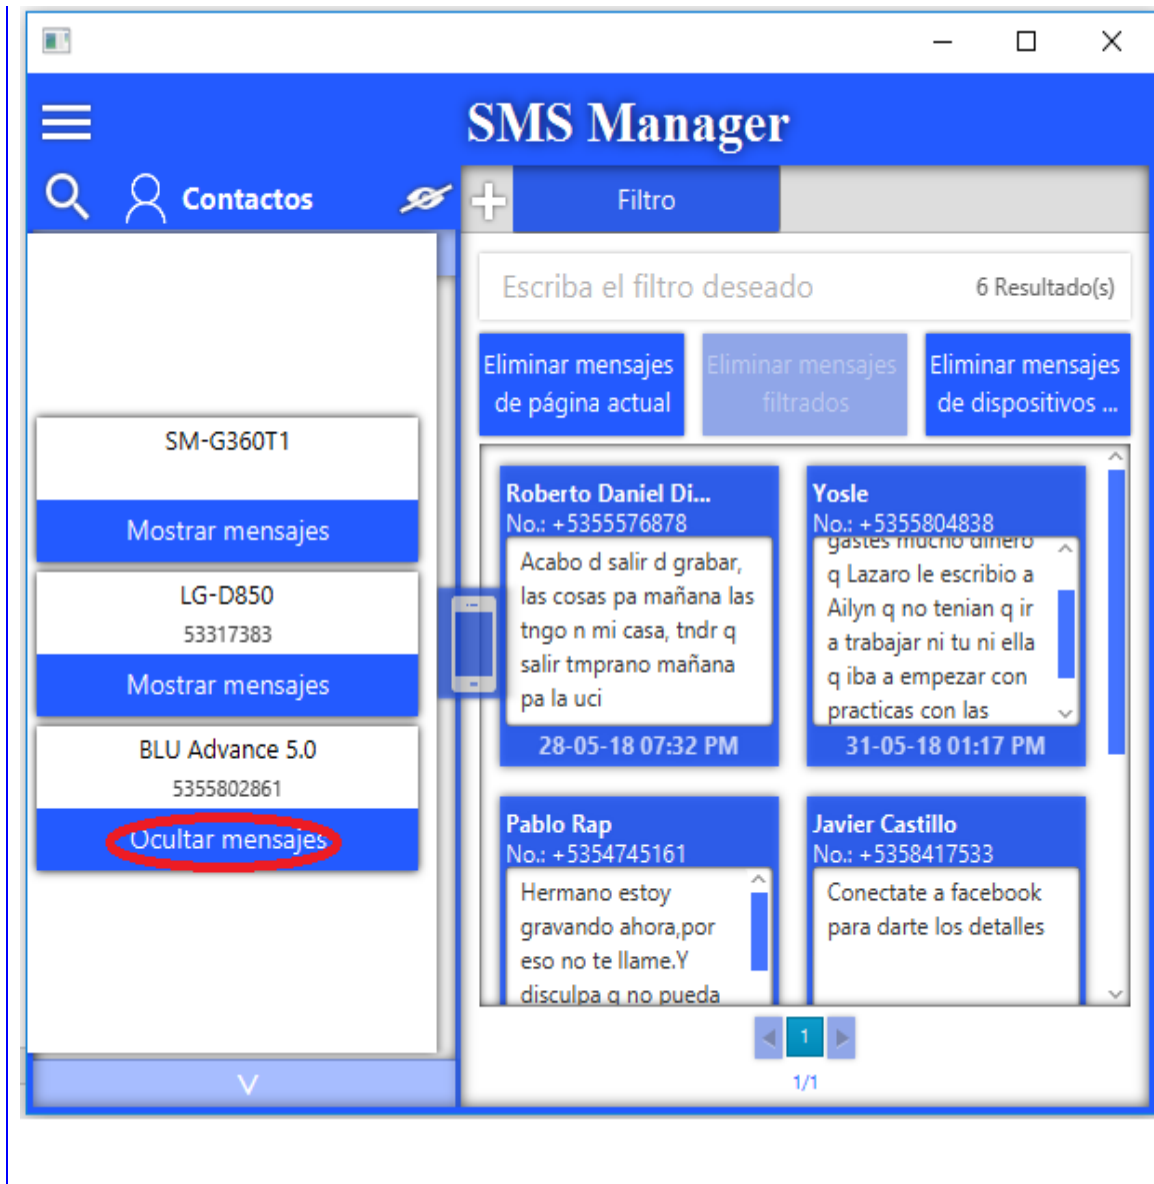 SMS Manager
Contactos
Filtro
Escriba el filtro deseado
6 Resultado(s)
Eliminar mensajes
de página actual
Eliminar mensajes
filtrados
Eliminar mensajes
de dispositivos ...
SM-G360T1
Mostrar mensajes
LG-D850
53317383
Mostrar mensajes
BLU Advance 5.0
5355802861
Ocultar mensajes
Roberto Daniel Di...
No.: +5355576878
Acabo d salir d grabar,
las cosas pa mañana las
tngo n mi casa, tndr q
salir tmprano mañana
pa la uci
28-05-18 07:32 PM
Yosle
No.: +5355804838
gastes mucho dinero
q Lazaro le escribio a
Ailyn q no tenian q ir
a trabajar ni tu ni ella
q iba a empezar con
practicas con las
31-05-18 01:17 PM
Pablo Rap
No.: +5354745161
Hermano estoy
gravando ahora,por
eso no te llame.Y
disculpa q no pueda
Javier Castillo
No.: +5358417533
Conectate a facebook
para darte los detalles
1
1/1